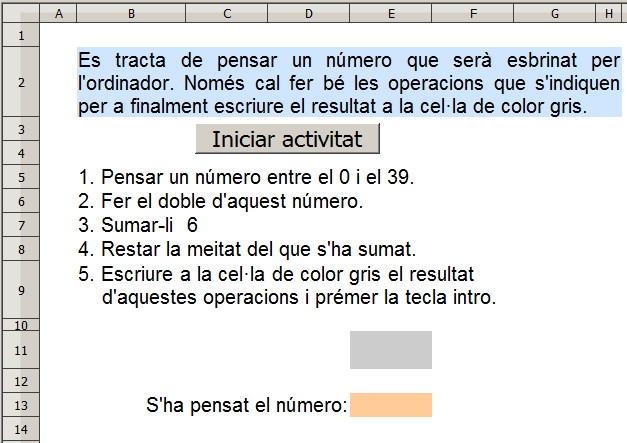 A B C D E F G H
1
2 Es tracta de pensar un número que serà esbrinat per
l'ordinador. Només cal fer bé les operacions que s'indiquen
per a finalment escriure el resultat a la cel·la de color gris.
3 Iniciar activitat
4
5 1. Pensar un número entre el 0 i el 39.
6 2. Fer el doble d'aquest número.
7 3. Sumar-li 6
8 4. Restar la meitat del que s'ha sumat.
9 5. Escriure a la cel·la de color gris el resultat
d'aquestes operacions i prémer la tecla intro.
10
11
12
13 S'ha pensat el número:
14